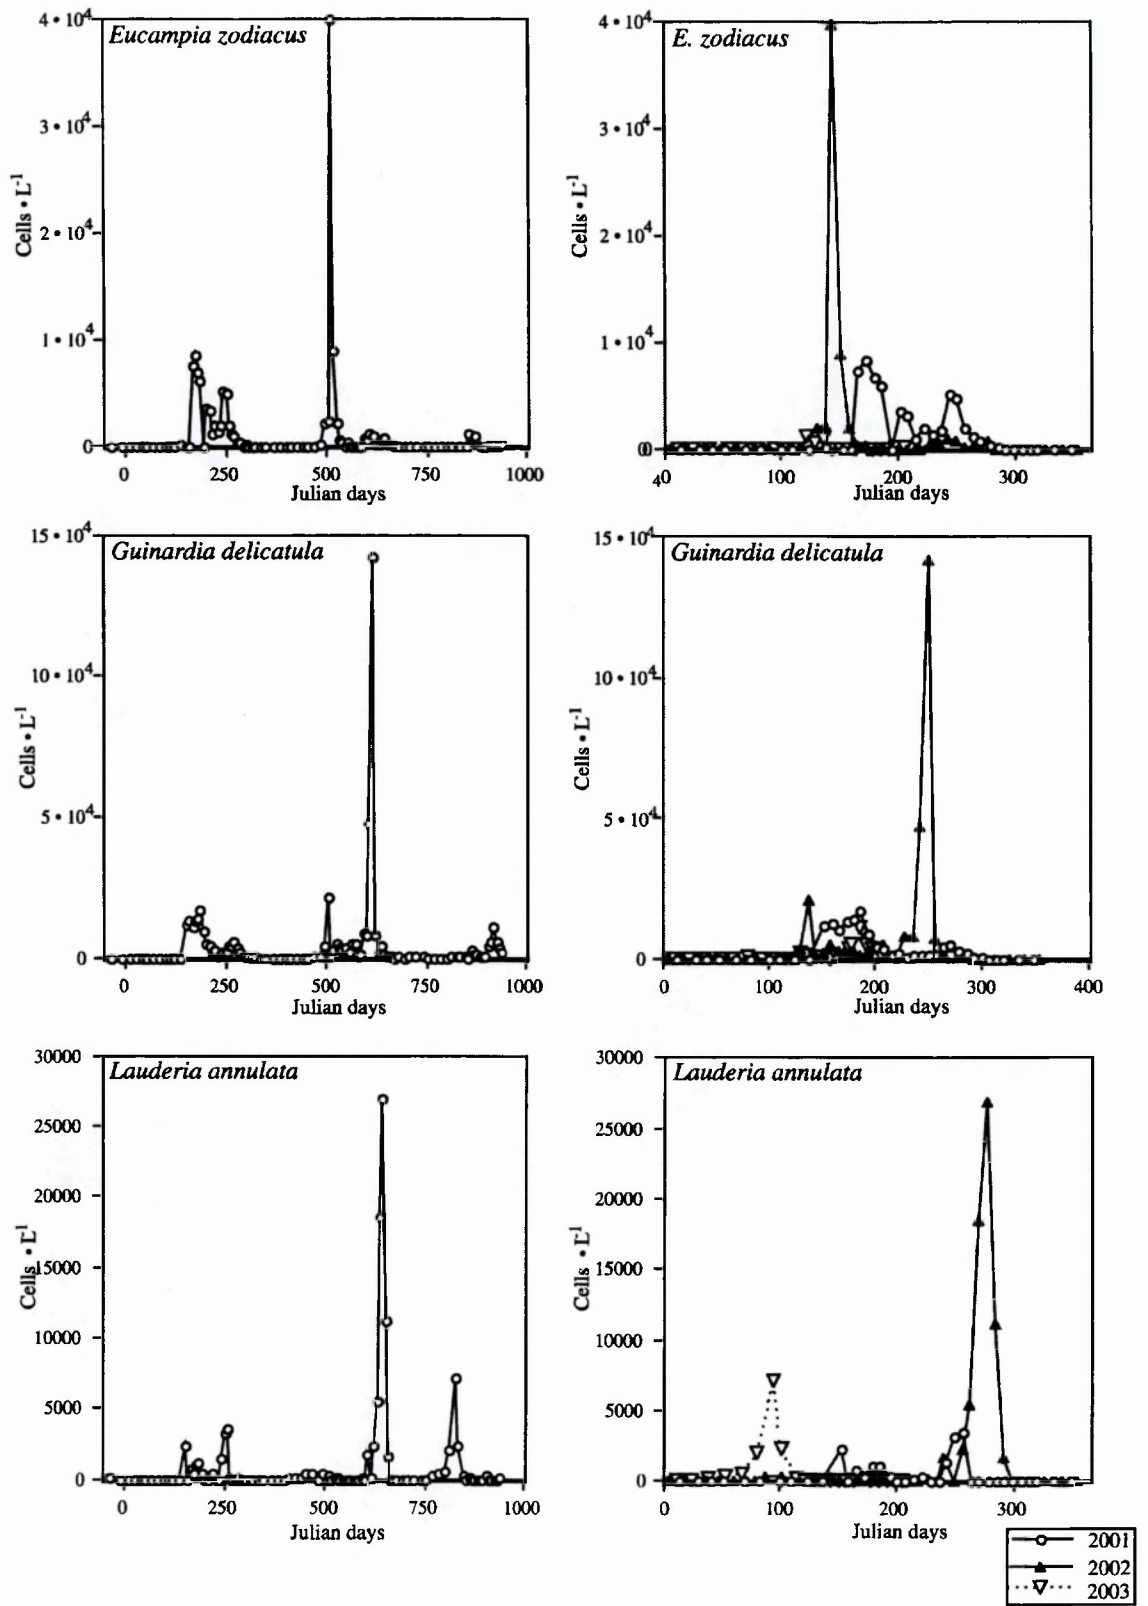 Eucampia zodiacus
4 • 10⁴
3 • 10⁴
2 • 10⁴
1 • 10⁴
0
Cells • L⁻¹
0 250 500 750 1000
Julian days
E. zodiacus
4 • 10⁴
3 • 10⁴
2 • 10⁴
1 • 10⁴
0
Cells • L⁻¹
40 100 200 300
Julian days
Guinardia delicatula
15 • 10⁴
10 • 10⁴
5 • 10⁴
0
Cells • L⁻¹
0 250 500 750 1000
Julian days
Guinardia delicatula
15 • 10⁴
10 • 10⁴
5 • 10⁴
0
Cells • L⁻¹
0 100 200 300 400
Julian days
Lauderia annulata
30000
25000
20000
15000
10000
5000
0
Cells • L⁻¹
0 250 500 750 1000
Julian days
Lauderia annulata
30000
25000
20000
15000
10000
5000
0
Cells • L⁻¹
0 100 200 300
Julian days
2001
2002
2003